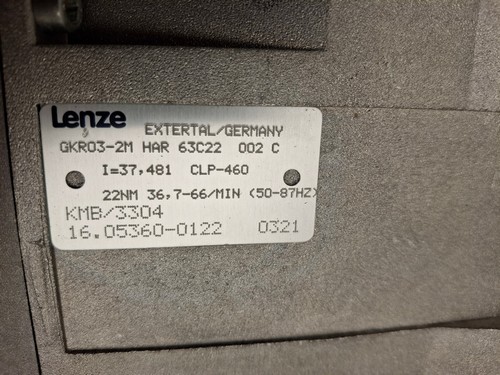 Lenze
EXTERTAL/GERMANY
GKR03-2M HAR 63C22 002 C
I=37,481 CLP-460
22NM 36,7-66/MIN (50-87HZ)
KMB/3304
16.05360-0122 0321